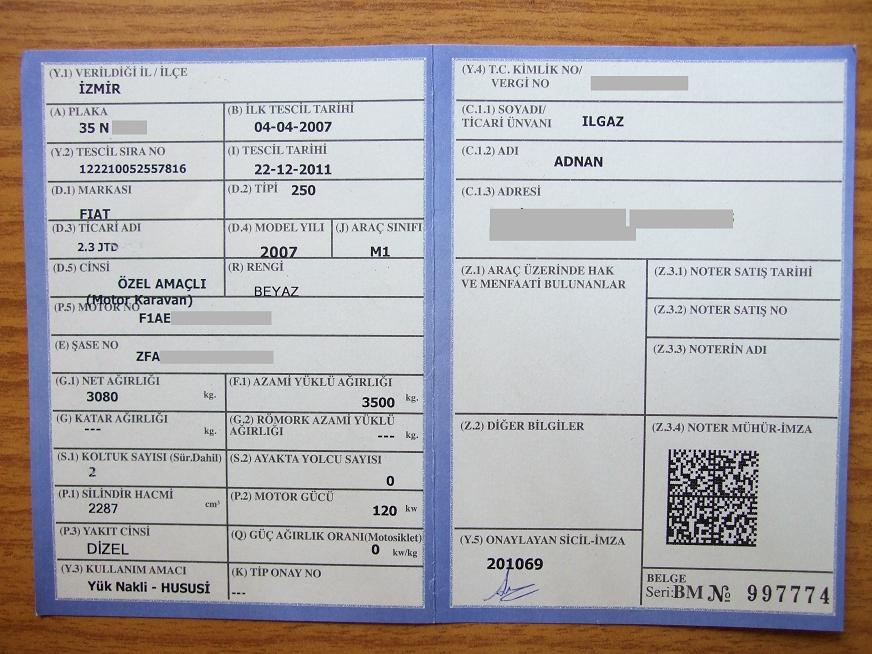 (Y.1) VERİLDİĞİ İL / İLÇE
İZMİR
(A) PLAKA
35 N
(B) İLK TESCİL TARİHİ
04-04-2007
(Y.2) TESCİL SIRA NO
122210052557816
(I) TESCİL TARİHİ
22-12-2011
(D.1) MARKASI
FIAT
(D.2) TİPİ 250
(D.3) TİCARİ ADI
2.3 JTD
(D.4) MODEL YILI
2007
(J) ARAÇ SINIFI
M1
(D.5) CİNSİ
ÖZEL AMAÇLI
(Motor Karavan)
(R) RENGİ
BEYAZ
(P.5) MOTOR NO
F1AE
(E) ŞASE NO
ZFA
(G.1) NET AĞIRLIĞI
3080 kg.
(F.1) AZAMİ YÜKLÜ AĞIRLIĞI
3500 kg.
(G) KATAR AĞIRLIĞI
--- kg.
(G.2) RÖMORK AZAMİ YÜKLÜ
AĞIRLIĞI
--- kg.
(S.1) KOLTUK SAYISI (Sür.Dahil)
2
(S.2) AYAKTA YOLCU SAYISI
0
(P.1) SİLİNDİR HACMİ
2287 cm³
(P.2) MOTOR GÜCÜ
120 kw
(P.3) YAKIT CİNSİ
DİZEL
(Q) GÜÇ AĞIRLIK ORANI(Motosiklet)
0 kw/kg
(Y.3) KULLANIM AMACI
Yük Nakli - HUSUSİ
(K) TİP ONAY NO
---
(Y.4) T.C. KİMLİK NO/
VERGİ NO
(C.1.1) SOYADI/
TİCARİ ÜNVANI ILGAZ
(C.1.2) ADI
ADNAN
(C.1.3) ADRESİ
(Z.1) ARAÇ ÜZERİNDE HAK
VE MENFAATİ BULUNANLAR
(Z.3.1) NOTER SATIŞ TARİHİ
(Z.3.2) NOTER SATIŞ NO
(Z.3.3) NOTERİN ADI
(Z.2) DİĞER BİLGİLER
(Z.3.4) NOTER MÜHÜR-İMZA
(Y.5) ONAYLAYAN SİCİL-İMZA
201069
BELGE
Seri:BM № 997774